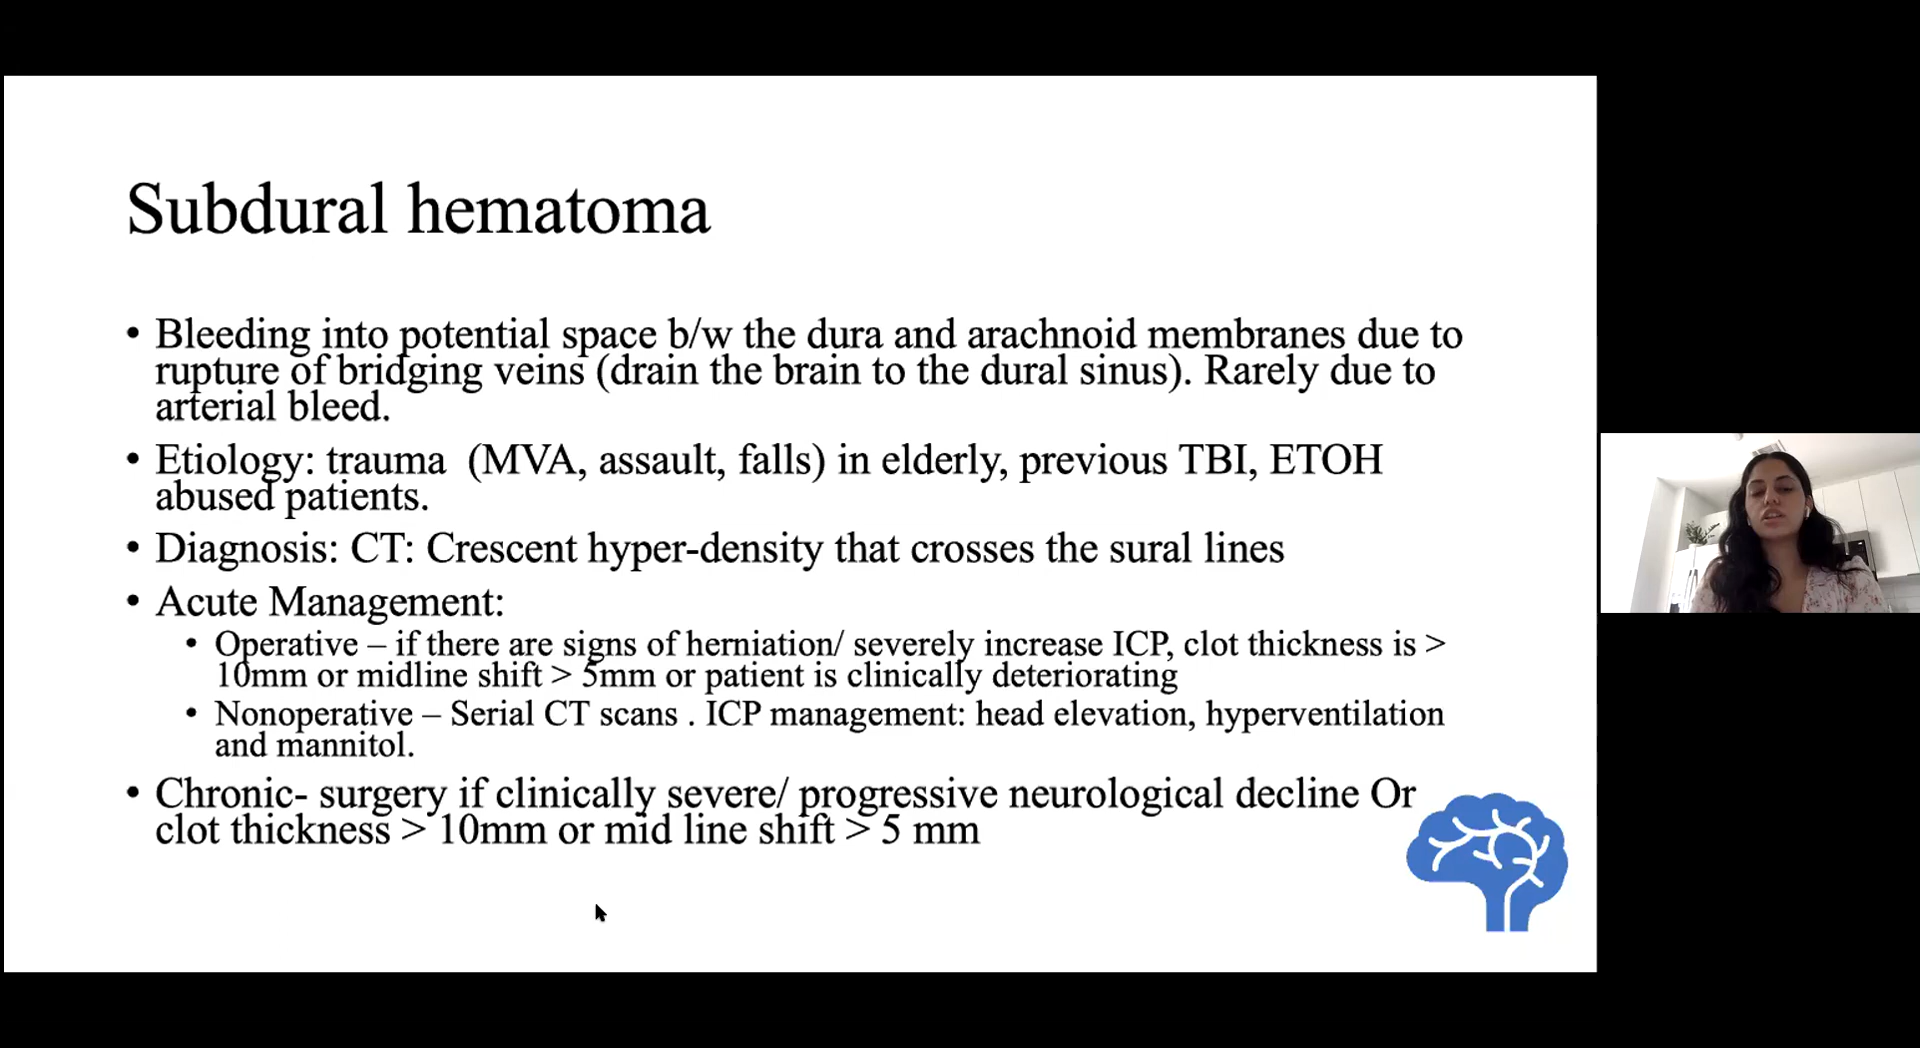 Subdural hematoma
• Bleeding into potential space b/w the dura and arachnoid membranes due to
rupture of bridging veins (drain the brain to the dural sinus). Rarely due to
arterial bleed.
• Etiology: trauma  (MVA, assault, falls) in elderly, previous TBI, ETOH
abused patients.
• Diagnosis: CT: Crescent hyper-density that crosses the sural lines
• Acute Management:
• Operative – if there are signs of herniation/ severely increase ICP, clot thickness is >
10mm or midline shift > 5mm or patient is clinically deteriorating
• Nonoperative – Serial CT scans . ICP management: head elevation, hyperventilation
and mannitol.
• Chronic- surgery if clinically severe/ progressive neurological decline Or
clot thickness > 10mm or mid line shift > 5 mm